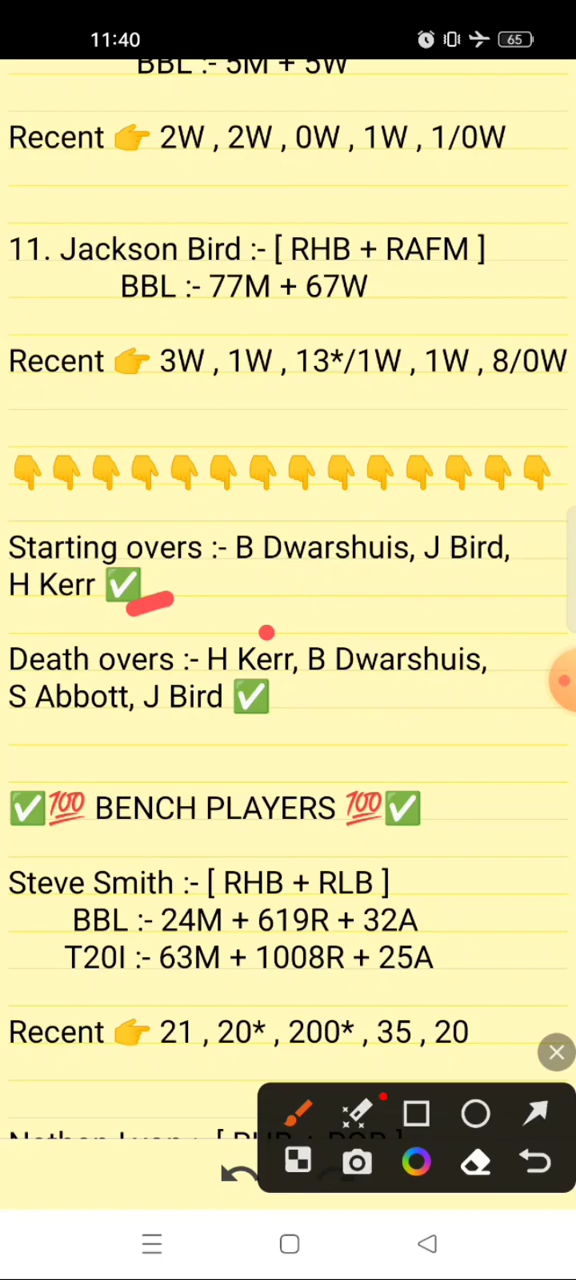 11:40
65
BBL :- 5M + 5W
Recent 👉 2W , 2W , 0W , 1W , 1/0W
11. Jackson Bird :- [ RHB + RAFM ]
BBL :- 77M + 67W
Recent 👉 3W , 1W , 13*/1W , 1W , 8/0W
👇👇👇👇👇👇👇👇👇👇👇👇👇👇
Starting overs :- B Dwarshuis, J Bird,
H Kerr ✅
Death overs :- H Kerr, B Dwarshuis,
S Abbott, J Bird ✅
✅💯 BENCH PLAYERS 💯✅
Steve Smith :- [ RHB + RLB ]
BBL :- 24M + 619R + 32A
T20I :- 63M + 1008R + 25A
Recent 👉 21 , 20* , 200* , 35 , 20